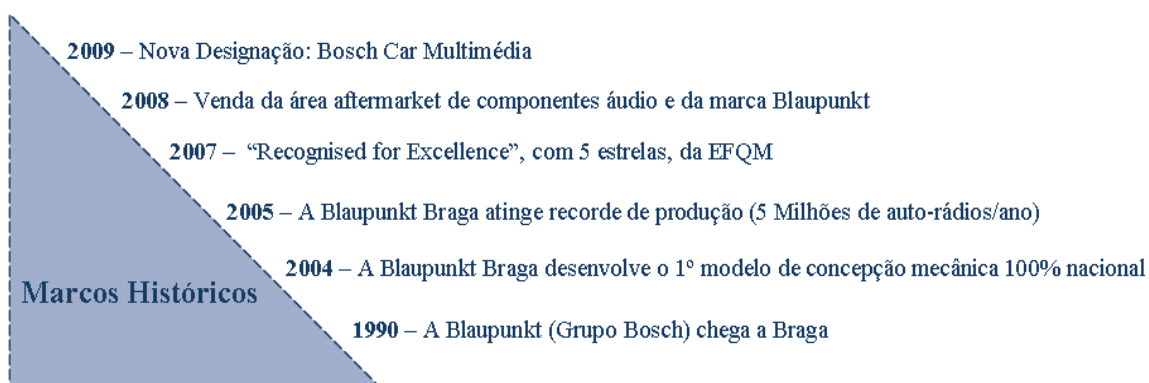 2009 – Nova Designação: Bosch Car Multimédia
2008 – Venda da área aftermarket de componentes áudio e da marca Blaupunkt
2007 – “Recognised for Excellence”, com 5 estrelas, da EFQM
2005 – A Blaupunkt Braga atinge recorde de produção (5 Milhões de auto-rádios/ano)
2004 – A Blaupunkt Braga desenvolve o 1º modelo de concepção mecânica 100% nacional
Marcos Históricos
1990 – A Blaupunkt (Grupo Bosch) chega a Braga